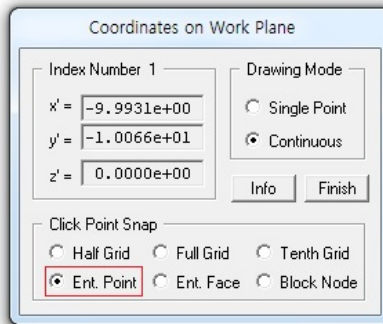 Coordinates on Work Plane
Index Number 1
x' = -9.9931e+00
y' = -1.0066e+01
z' = 0.0000e+00
Drawing Mode
Single Point
Continuous
Info Finish
Click Point Snap
Half Grid Full Grid Tenth Grid
Ent. Point Ent. Face Block Node